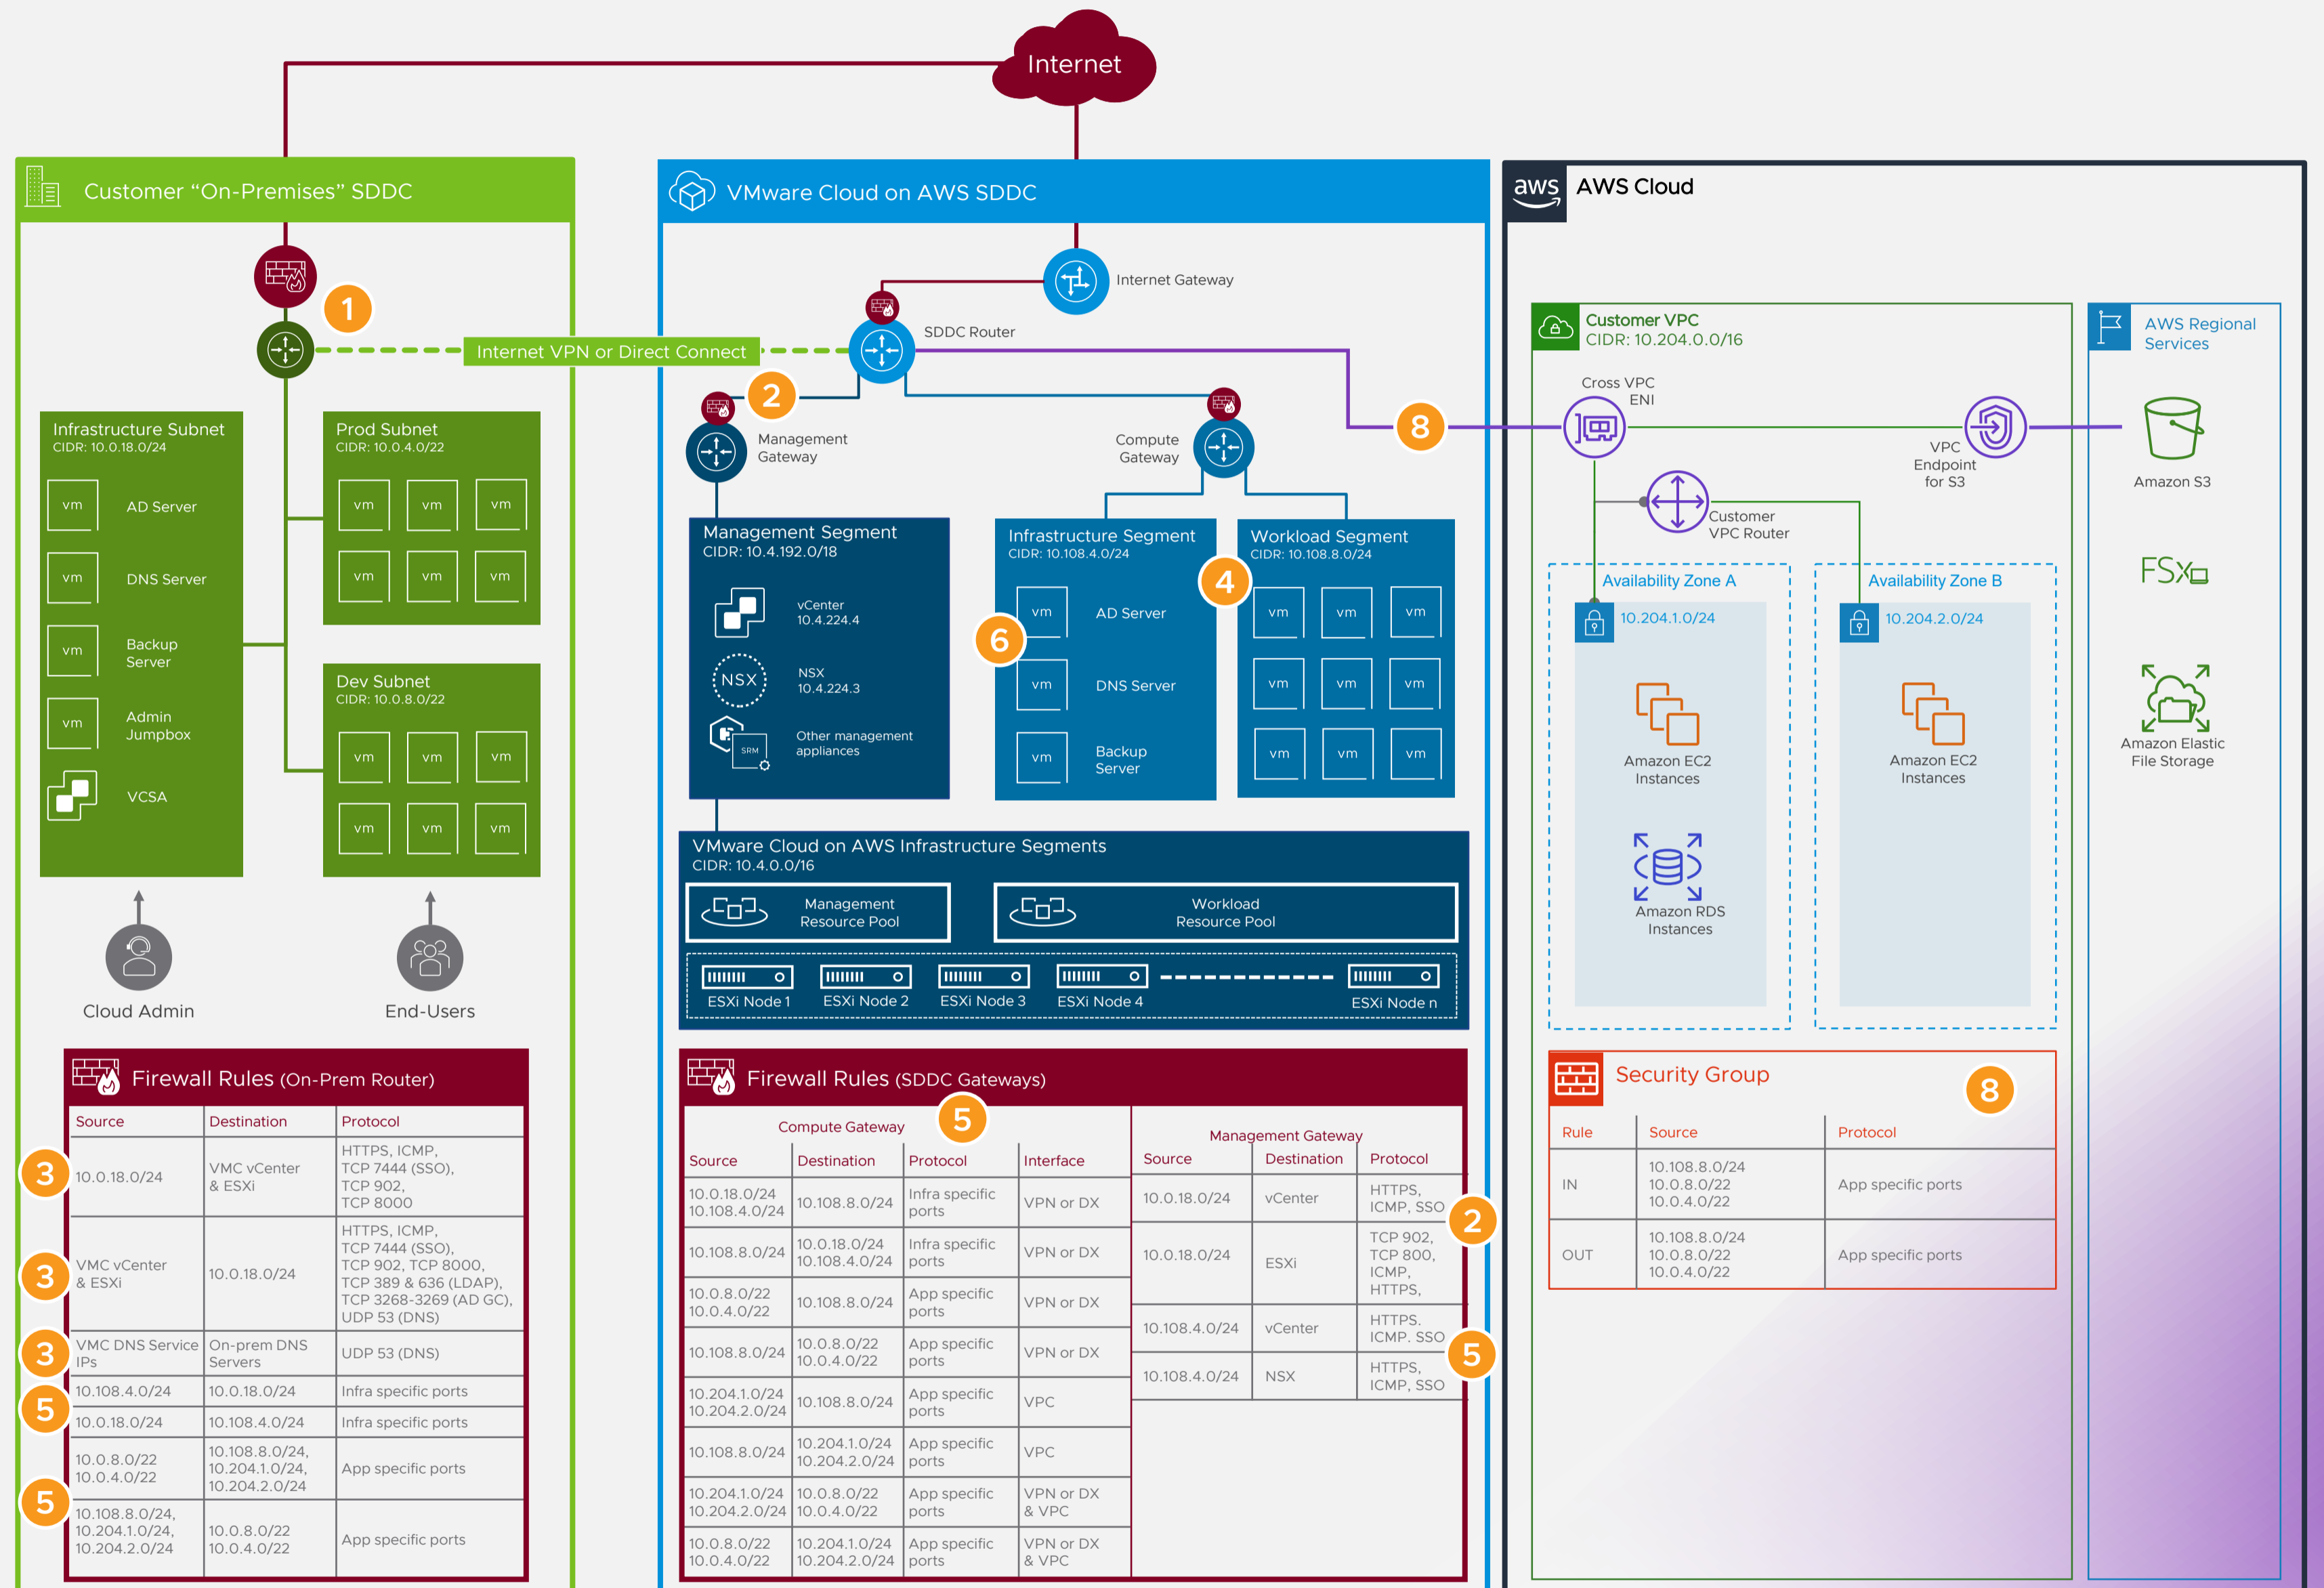 Internet
Customer “On-Premises” SDDC
1
Internet VPN or Direct Connect
Infrastructure Subnet
CIDR: 10.0.18.0/24
vm
AD Server
vm
DNS Server
vm
Backup
Server
vm
Admin
Jumpbox
VCSA
Prod Subnet
CIDR: 10.0.4.0/22
vm vm vm
vm vm vm
Dev Subnet
CIDR: 10.0.8.0/22
vm vm vm
vm vm vm
Cloud Admin
End-Users
Firewall Rules (On-Prem Router)
Source Destination Protocol
3
10.0.18.0/24
VMC vCenter
& ESXi
HTTPS, ICMP,
TCP 7444 (SSO),
TCP 902,
TCP 8000
3
VMC vCenter
& ESXi
10.0.18.0/24
HTTPS, ICMP,
TCP 7444 (SSO),
TCP 902, TCP 8000,
TCP 389 & 636 (LDAP),
TCP 3268-3269 (AD GC),
UDP 53 (DNS)
3
VMC DNS Service
IPs
On-prem DNS
Servers
UDP 53 (DNS)
10.108.4.0/24 10.0.18.0/24 Infra specific ports
5
10.0.18.0/24 10.108.4.0/24 Infra specific ports
10.0.8.0/22
10.0.4.0/22
10.108.8.0/24,
10.204.1.0/24,
10.204.2.0/24
App specific ports
5
10.108.8.0/24,
10.204.1.0/24,
10.204.2.0/24
10.0.8.0/22
10.0.4.0/22
App specific ports
VMware Cloud on AWS SDDC
Internet Gateway
SDDC Router
2
Management
Gateway
Compute
Gateway
8
Management Segment
CIDR: 10.4.192.0/18
vCenter
10.4.224.4
NSX
NSX
10.4.224.3
SRM
Other management
appliances
Infrastructure Segment
CIDR: 10.108.4.0/24
vm
AD Server
6
vm
DNS Server
vm
Backup
Server
Workload Segment
CIDR: 10.108.8.0/24
4
vm vm vm
vm vm vm
vm vm vm
VMware Cloud on AWS Infrastructure Segments
CIDR: 10.4.0.0/16
Management
Resource Pool
Workload
Resource Pool
ESXi Node 1 ESXi Node 2 ESXi Node 3 ESXi Node 4 ESXi Node n
Firewall Rules (SDDC Gateways)
5
Compute Gateway
Source Destination Protocol Interface
10.0.18.0/24
10.108.4.0/24
10.108.8.0/24
Infra specific
ports
VPN or DX
10.108.8.0/24
10.0.18.0/24
10.108.4.0/24
Infra specific
ports
VPN or DX
10.0.8.0/22
10.0.4.0/22
10.108.8.0/24
App specific
ports
VPN or DX
10.108.8.0/24
10.0.8.0/22
10.0.4.0/22
App specific
ports
VPN or DX
10.204.1.0/24
10.204.2.0/24
10.108.8.0/24
App specific
ports
VPC
10.108.8.0/24
10.204.1.0/24
10.204.2.0/24
App specific
ports
VPC
10.204.1.0/24
10.204.2.0/24
10.0.8.0/22
10.0.4.0/22
App specific
ports
VPN or DX
& VPC
10.0.8.0/22
10.0.4.0/22
10.204.1.0/24
10.204.2.0/24
App specific
ports
VPN or DX
& VPC
Management Gateway
Source Destination Protocol
10.0.18.0/24
vCenter
HTTPS,
ICMP, SSO
2
10.0.18.0/24
ESXi
TCP 902,
TCP 800,
ICMP,
HTTPS,
10.108.4.0/24
vCenter
HTTPS.
ICMP. SSO
5
10.108.4.0/24
NSX
HTTPS,
ICMP, SSO
aws
AWS Cloud
Customer VPC
CIDR: 10.204.0.0/16
Cross VPC
ENI
VPC
Endpoint
for S3
Customer
VPC Router
Availability Zone A
10.204.1.0/24
Amazon EC2
Instances
Amazon RDS
Instances
Availability Zone B
10.204.2.0/24
Amazon EC2
Instances
AWS Regional
Services
Amazon S3
FSx
Amazon Elastic
File Storage
Security Group
8
Rule Source Protocol
IN
10.108.8.0/24
10.0.8.0/22
10.0.4.0/22
App specific ports
OUT
10.108.8.0/24
10.0.8.0/22
10.0.4.0/22
App specific ports